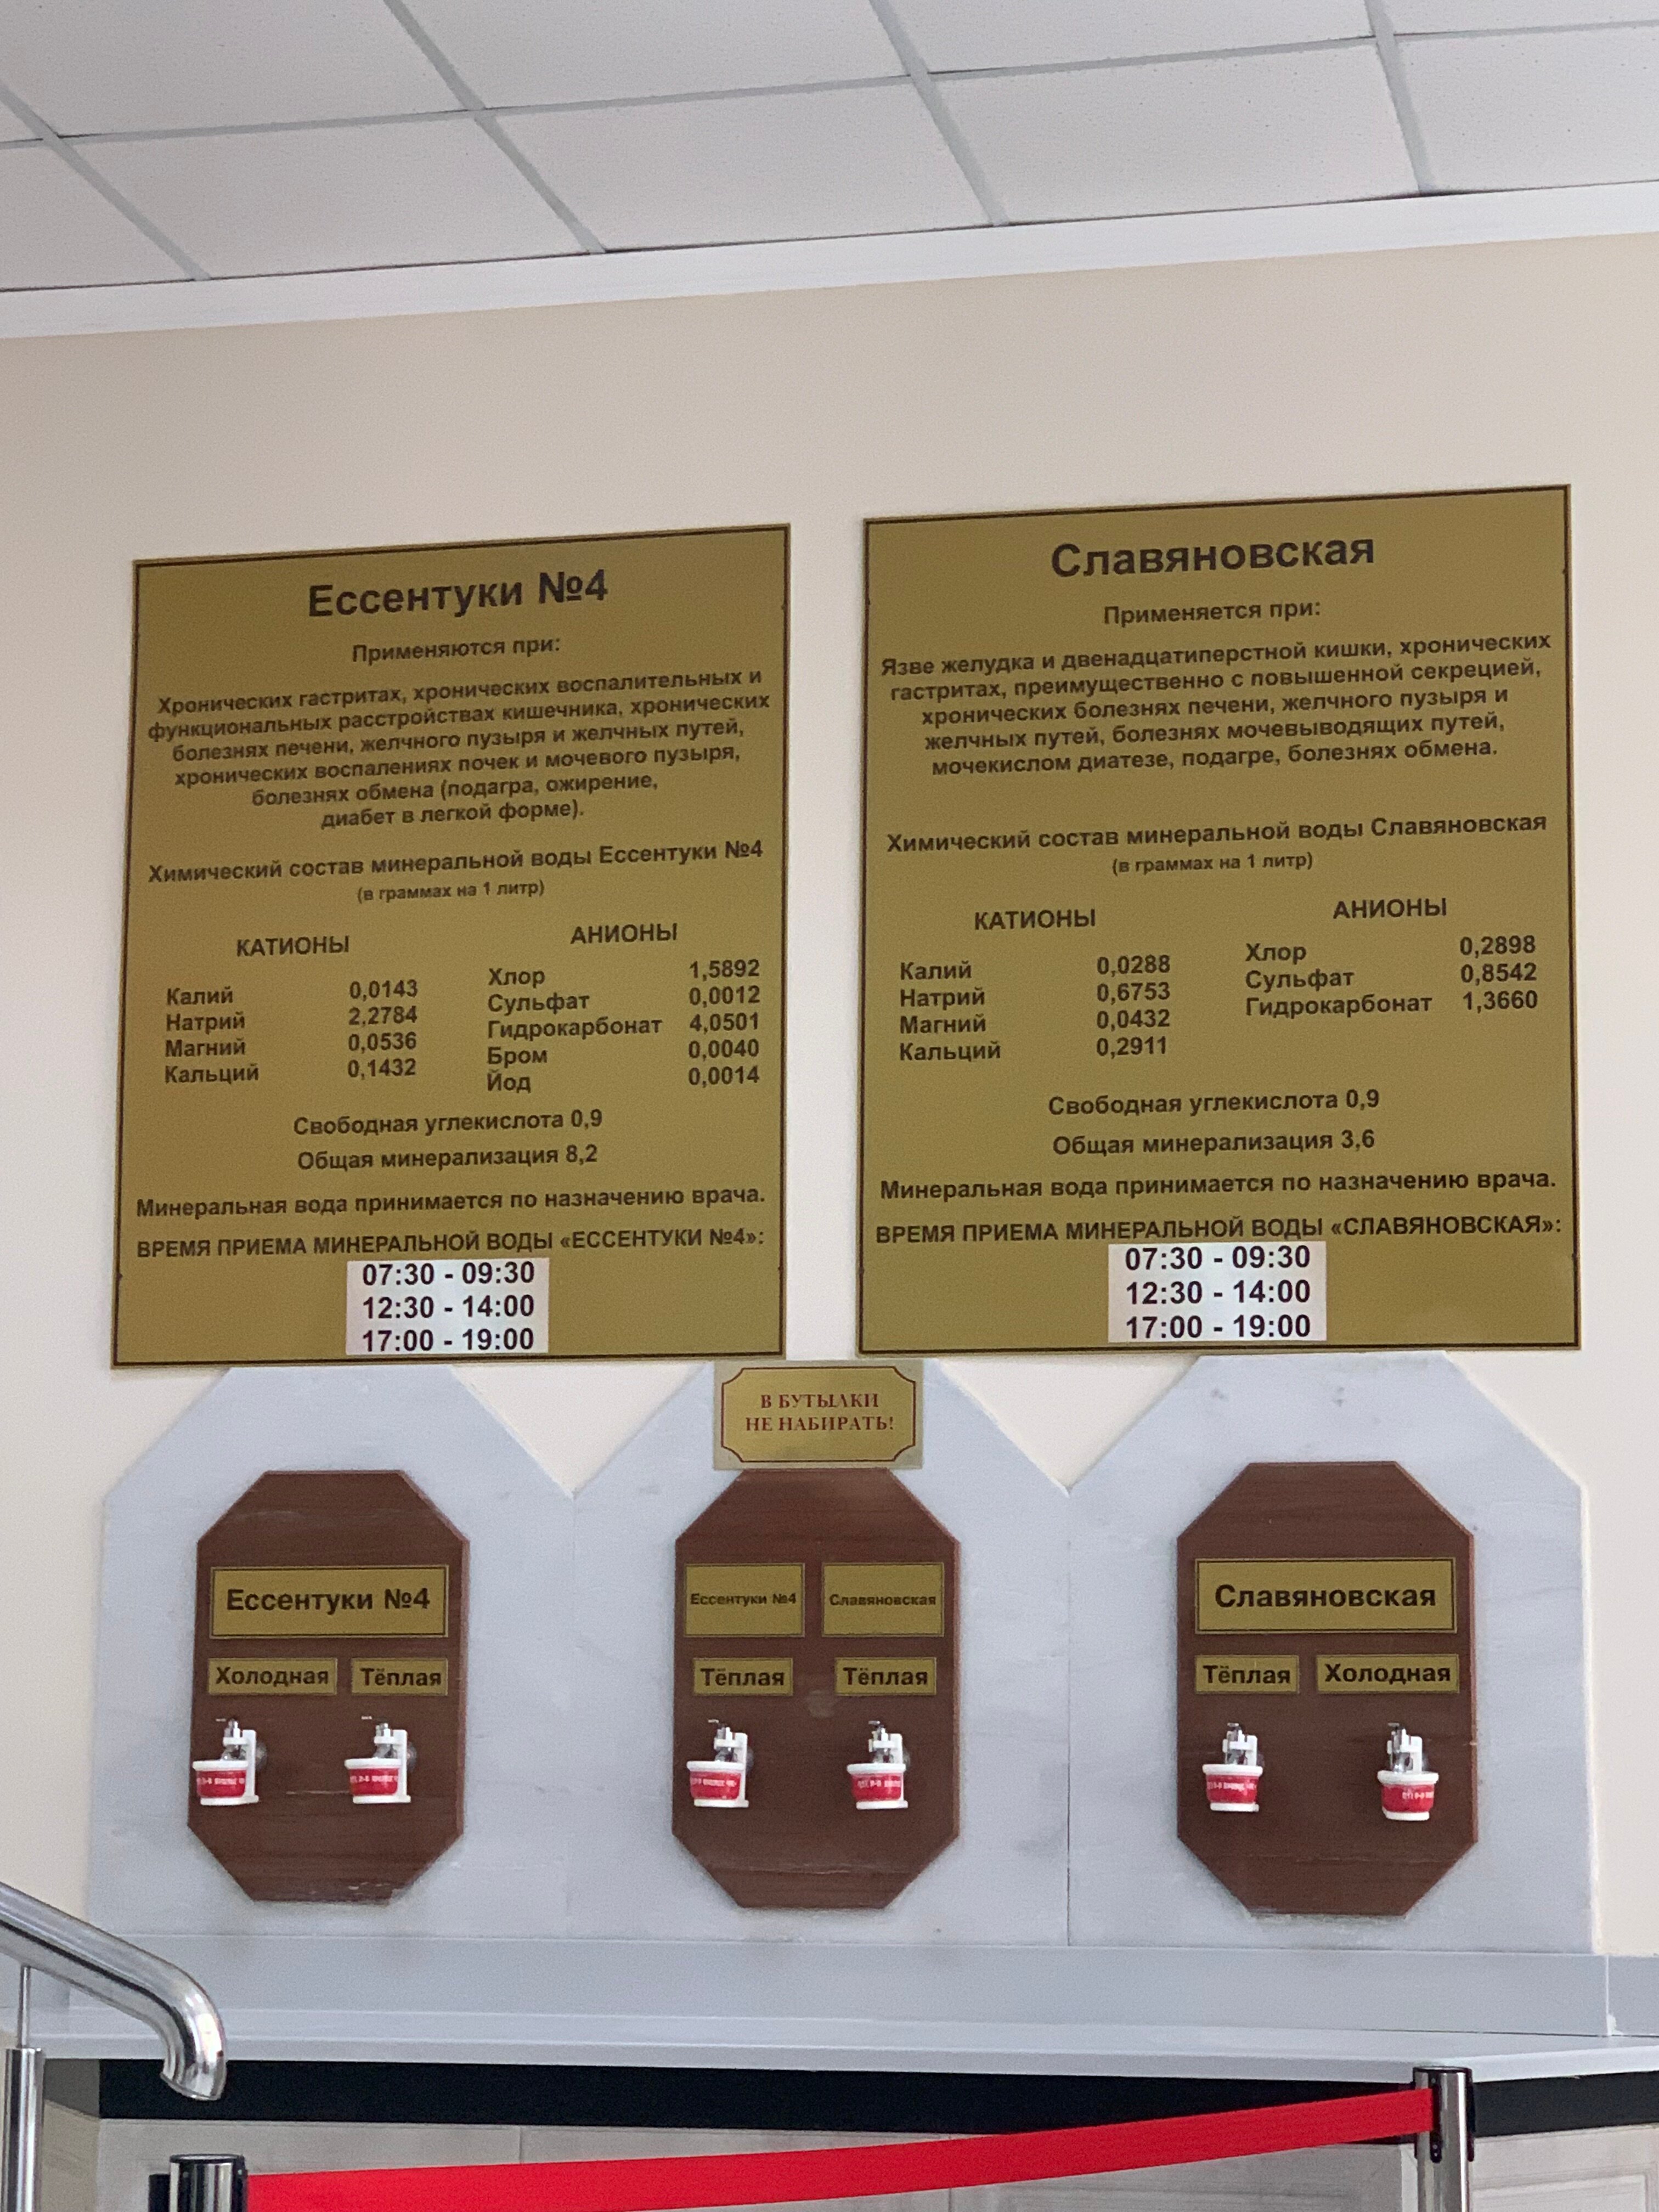 Ессентуки №4
Применяются при:
Хронических гастритах, хронических воспалительных и
функциональных расстройствах кишечника, хронических
болезнях печени, желчного пузыря и желчных путей,
хронических воспалениях почек и мочевого пузыря,
болезнях обмена (подагра, ожирение,
диабет в легкой форме).
Химический состав минеральной воды Ессентуки №4
(в граммах на 1 литр)
КАТИОНЫ
Калий 0,0143
Натрий 2,2784
Магний 0,0536
Кальций 0,1432
АНИОНЫ
Хлор 1,5892
Сульфат 0,0012
Гидрокарбонат 4,0501
Бром 0,0040
Йод 0,0014
Свободная углекислота 0,9
Общая минерализация 8,2
Минеральная вода принимается по назначению врача.
ВРЕМЯ ПРИЕМА МИНЕРАЛЬНОЙ ВОДЫ «ЕССЕНТУКИ №4»:
07:30 - 09:30
12:30 - 14:00
17:00 - 19:00
Славяновская
Применяется при:
Язве желудка и двенадцатиперстной кишки, хронических
гастритах, преимущественно с повышенной секрецией,
хронических болезнях печени, желчного пузыря и
желчных путей, болезнях мочевыводящих путей,
мочекислом диатезе, подагре, болезнях обмена.
Химический состав минеральной воды Славяновская
(в граммах на 1 литр)
КАТИОНЫ
Калий 0,0288
Натрий 0,6753
Магний 0,0432
Кальций 0,2911
АНИОНЫ
Хлор 0,2898
Сульфат 0,8542
Гидрокарбонат 1,3660
Свободная углекислота 0,9
Общая минерализация 3,6
Минеральная вода принимается по назначению врача.
ВРЕМЯ ПРИЕМА МИНЕРАЛЬНОЙ ВОДЫ «СЛАВЯНОВСКАЯ»:
07:30 - 09:30
12:30 - 14:00
17:00 - 19:00
В БУТЫЛКИ
НЕ НАБИРАТЬ!
Ессентуки №4
Холодная Тёплая
Ессентуки №4 Славяновская
Тёплая Тёплая
Славяновская
Тёплая Холодная